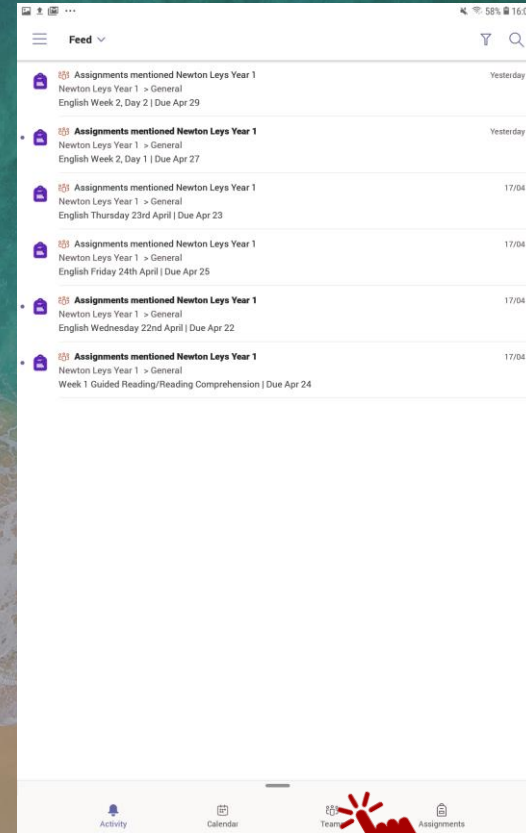 58% 16:0
Feed
Assignments mentioned Newton Leys Year 1
Yesterday
Newton Leys Year 1 > General
English Week 2, Day 2 | Due Apr 29
Assignments mentioned Newton Leys Year 1
Yesterday
Newton Leys Year 1 > General
English Week 2, Day 1 | Due Apr 27
Assignments mentioned Newton Leys Year 1
17/04
Newton Leys Year 1 > General
English Thursday 23rd April | Due Apr 23
Assignments mentioned Newton Leys Year 1
17/04
Newton Leys Year 1 > General
English Friday 24th April | Due Apr 25
Assignments mentioned Newton Leys Year 1
17/04
Newton Leys Year 1 > General
English Wednesday 22nd April | Due Apr 22
Assignments mentioned Newton Leys Year 1
17/04
Newton Leys Year 1 > General
Week 1 Guided Reading/Reading Comprehension | Due Apr 24
Activity
Calendar
Teams
Assignments